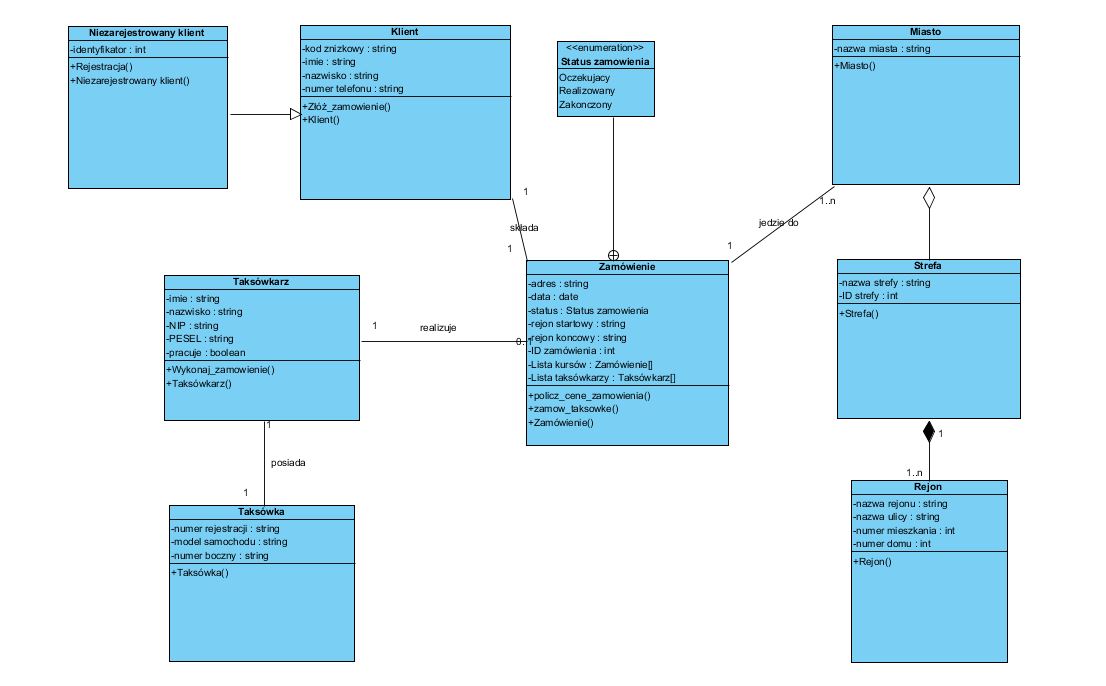 Niezarejestrowany klient
-identyfikator : int
+Rejestracja()
+Niezarejestrowany klient()
Klient
-kod znizkowy : string
-imie : string
-nazwisko : string
-numer telefonu : string
+Złóż_zamowienie()
+Klient()
<<enumeration>>
Status zamowienia
Oczekujacy
Realizowany
Zakonczony
Miasto
-nazwa miasta : string
+Miasto()
1
składa
1
1..n
jedzie do
1
Zamówienie
-adres : string
-data : date
-status : Status zamowienia
-rejon startowy : string
-rejon koncowy : string
-ID zamówienia : int
-Lista kursów : Zamówienie[]
-Lista taksówkarzy : Taksówkarz[]
+policz_cene_zamowienia()
+zamow_taksowke()
+Zamówienie()
Strefa
-nazwa strefy : string
-ID strefy : int
+Strefa()
Taksówkarz
-imie : string
-nazwisko : string
-NIP : string
-PESEL : string
-pracuje : boolean
+Wykonaj_zamowienie()
+Taksówkarz()
1
realizuje
0..1
1
posiada
1
1
1..n
Taksówka
-numer rejestracji : string
-model samochodu : string
-numer boczny : string
+Taksówka()
Rejon
-nazwa rejonu : string
-nazwa ulicy : string
-numer mieszkania : int
-numer domu : int
+Rejon()